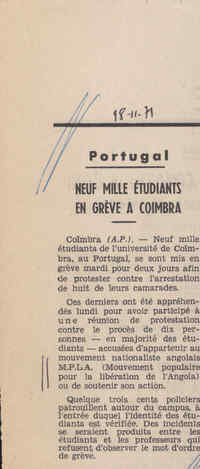 18-11-71
Portugal
NEUF MILLE ÉTUDIANTS
EN GRÈVE A COIMBRA
Coïmbra (A.P.). — Neuf mille
étudiants de l'université de Coïm-
bra, au Portugal, se sont mis en
grève mardi pour deux jours afin
de protester contre l'arrestation
de huit de leurs camarades.
Ces derniers ont été appréhen-
dés lundi pour avoir participé à
une réunion de protestation
contre le procès de dix per-
sonnes — en majorité des étu-
diants — accusées d'appartenir au
mouvement nationaliste angolais
M.P.L.A. (Mouvement populaire
pour la libération de l'Angola)
ou de soutenir son action.
Quelque trois cents policiers
patrouillent autour du campus, à
l'entrée duquel l'identité des étu-
diants est vérifiée. Des incidents
se seraient produits entre les
étudiants et les professeurs qui
refusent d'observer le mot d'ordre
de grève.